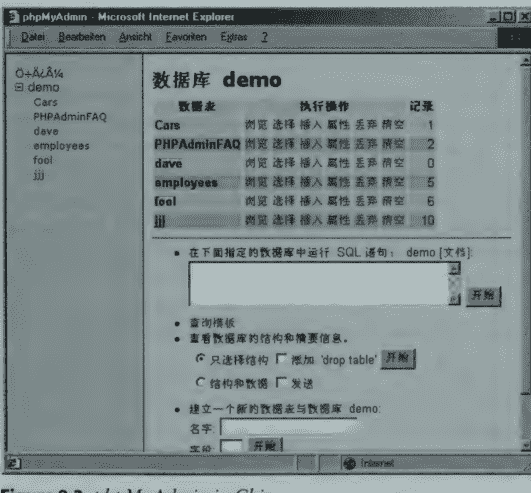 phpMyAdmin - Microsoft Internet Explorer
Datei Bearbeiten Ansicht Favoriten Extras ?
Ö÷Ä¿Â¼
demo
Cars
PHPAdminFAQ
dave
employees
fool
jjj
数据库 demo
数据表 执行操作 记录
Cars 浏览 选择 插入 属性 丢弃 清空 1
PHPAdminFAQ 浏览 选择 插入 属性 丢弃 清空 2
dave 浏览 选择 插入 属性 丢弃 清空 0
employees 浏览 选择 插入 属性 丢弃 清空 5
fool 浏览 选择 插入 属性 丢弃 清空 6
jjj 浏览 选择 插入 属性 丢弃 清空 10
在下面指定的数据库中运行 SQL 语句: demo [文档]:
开始
查询模板
查看数据库的结构和摘要信息。
只选择结构 添加 'drop table' 开始
结构和数据 发送
建立一个新的数据表与数据库 demo:
名字:
字段: 开始
Internet